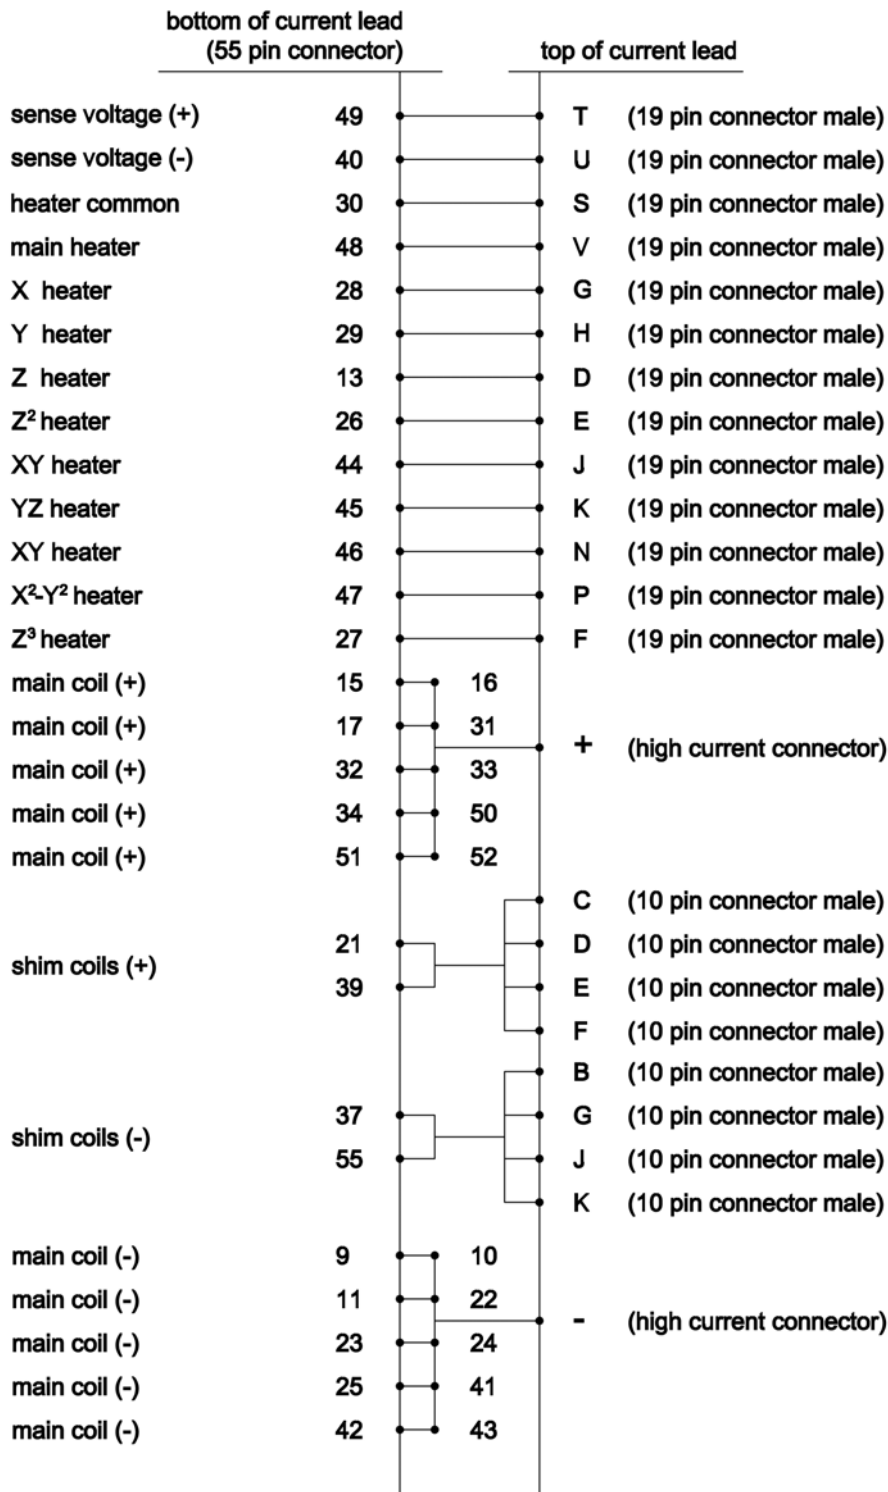 bottom of current lead
(55 pin connector)
top of current lead
sense voltage (+) 49 T (19 pin connector male)
sense voltage (-) 40 U (19 pin connector male)
heater common 30 S (19 pin connector male)
main heater 48 V (19 pin connector male)
X heater 28 G (19 pin connector male)
Y heater 29 H (19 pin connector male)
Z heater 13 D (19 pin connector male)
Z² heater 26 E (19 pin connector male)
XY heater 44 J (19 pin connector male)
YZ heater 45 K (19 pin connector male)
XY heater 46 N (19 pin connector male)
X²-Y² heater 47 P (19 pin connector male)
Z³ heater 27 F (19 pin connector male)
main coil (+) 15 16
main coil (+) 17 31
+ (high current connector)
main coil (+) 32 33
main coil (+) 34 50
main coil (+) 51 52
C (10 pin connector male)
21 D (10 pin connector male)
shim coils (+)
39 E (10 pin connector male)
F (10 pin connector male)
B (10 pin connector male)
37 G (10 pin connector male)
shim coils (-)
55 J (10 pin connector male)
K (10 pin connector male)
main coil (-) 9 10
main coil (-) 11 22
- (high current connector)
main coil (-) 23 24
main coil (-) 25 41
main coil (-) 42 43